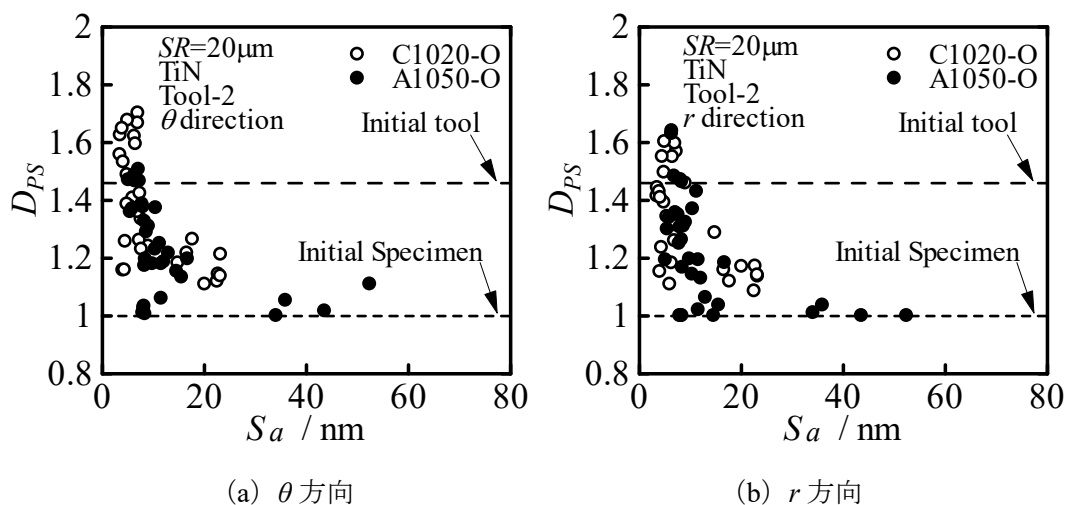 2
1.8
1.6
1.4
1.2
1
0.8
D_PS
SR=20μm
TiN
Tool-2
θ direction
C1020-O
A1050-O
Initial tool
Initial Specimen
0 20 40 60 80
Sa / nm
(a) θ 方向
2
1.8
1.6
1.4
1.2
1
0.8
D_PS
SR=20μm
TiN
Tool-2
r direction
C1020-O
A1050-O
Initial tool
Initial Specimen
0 20 40 60 80
Sa / nm
(b) r 方向